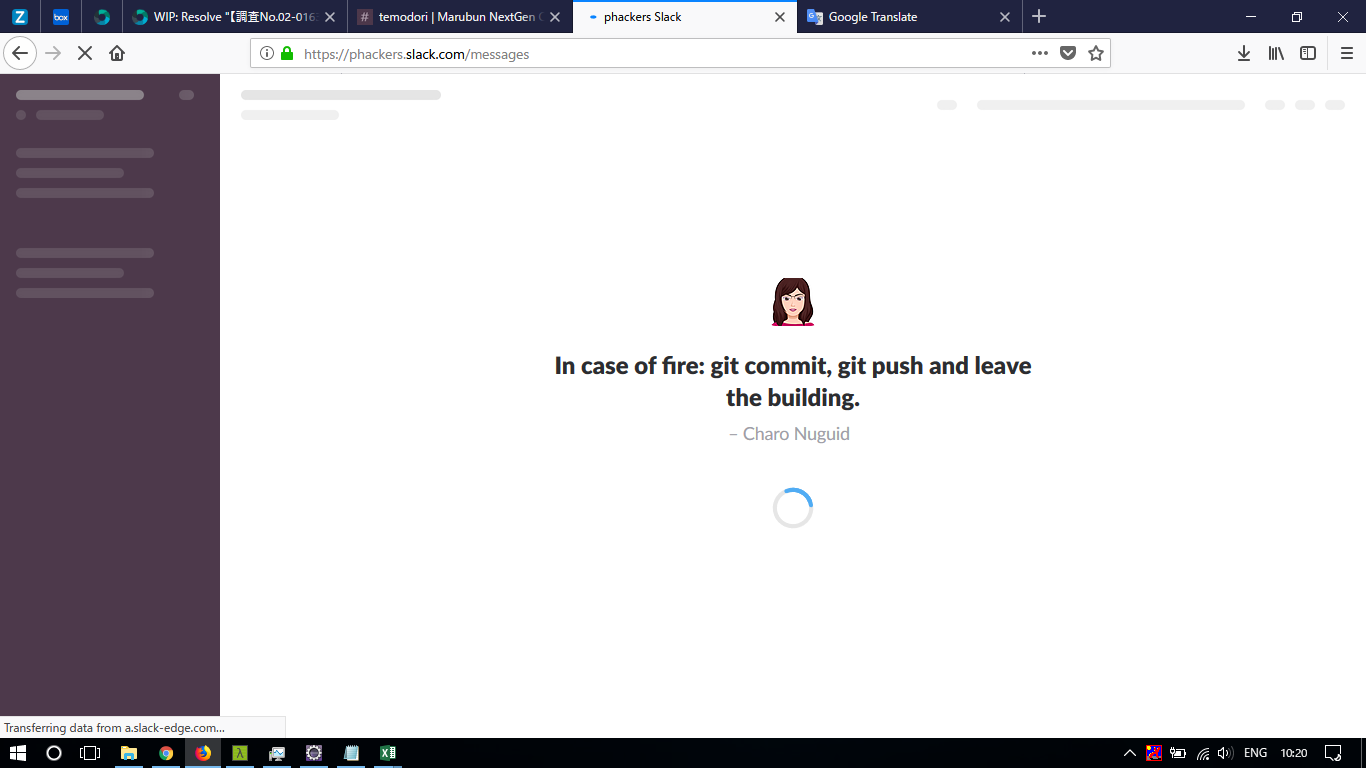 Z
box
WIP: Resolve "【調査No.02-016
temodori | Marubun NextGen
phackers Slack
Google Translate
https://phackers.slack.com/messages
In case of fire: git commit, git push and leave
the building.
– Charo Nuguid
Transferring data from a.slack-edge.com...
ENG
10:20